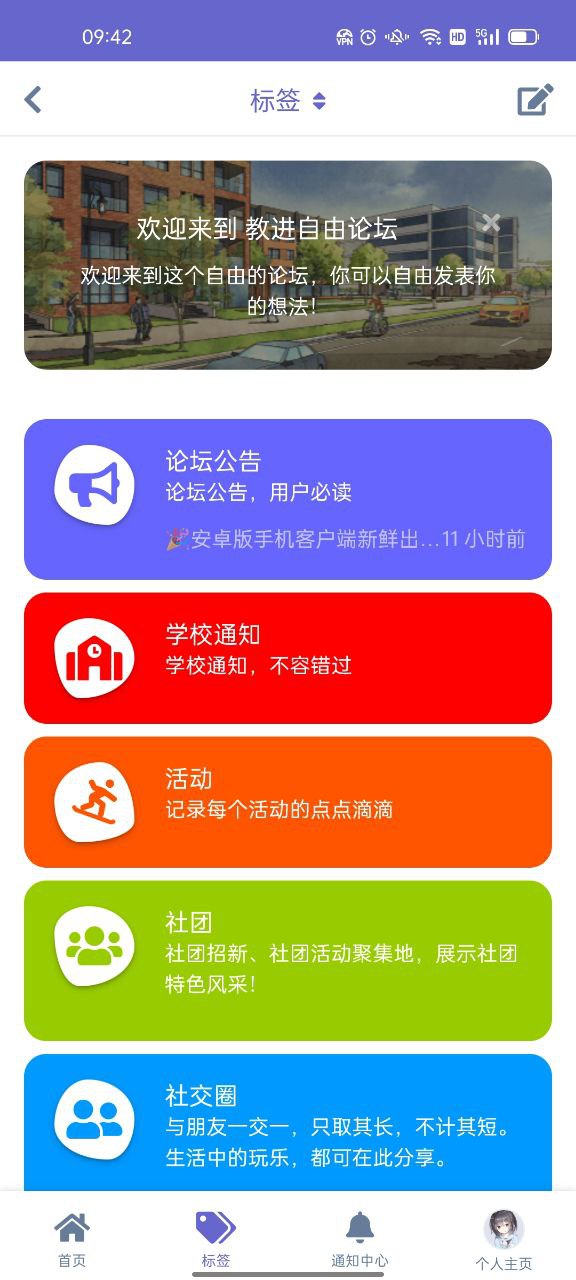 09:42
VPN
HD
5G
标签
欢迎来到 教进自由论坛
欢迎来到这个自由的论坛，你可以自由发表你
的想法！
论坛公告
论坛公告，用户必读
🎉安卓版手机客户端新鲜出…11 小时前
学校通知
学校通知，不容错过
活动
记录每个活动的点点滴滴
社团
社团招新、社团活动聚集地，展示社团
特色风采！
社交圈
与朋友一交一，只取其长，不计其短。
生活中的玩乐，都可在此分享。
首页
标签
通知中心
个人主页